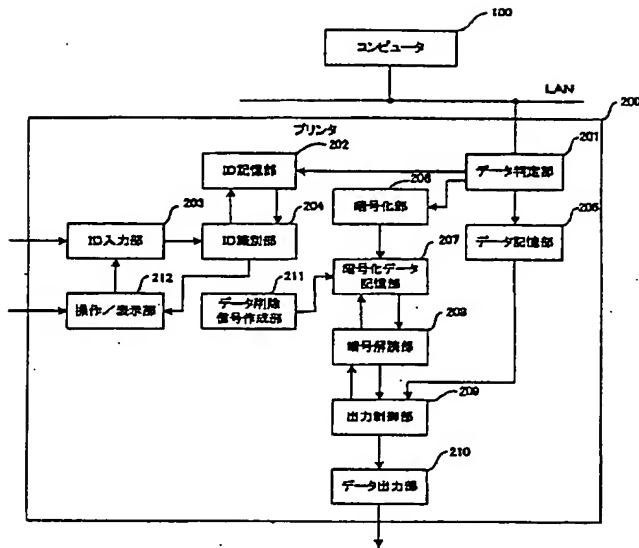 100
コンピュータ
LAN
200
プリンタ
202
201
ID記憶部
206
データ判定部
203
204
暗号化部
205
ID入力部
ID識別部
207
データ記憶部
212
211
暗号化データ
記憶部
操作/表示部
データ削除
信号作成部
208
暗号解読部
209
出力制御部
210
データ出力部